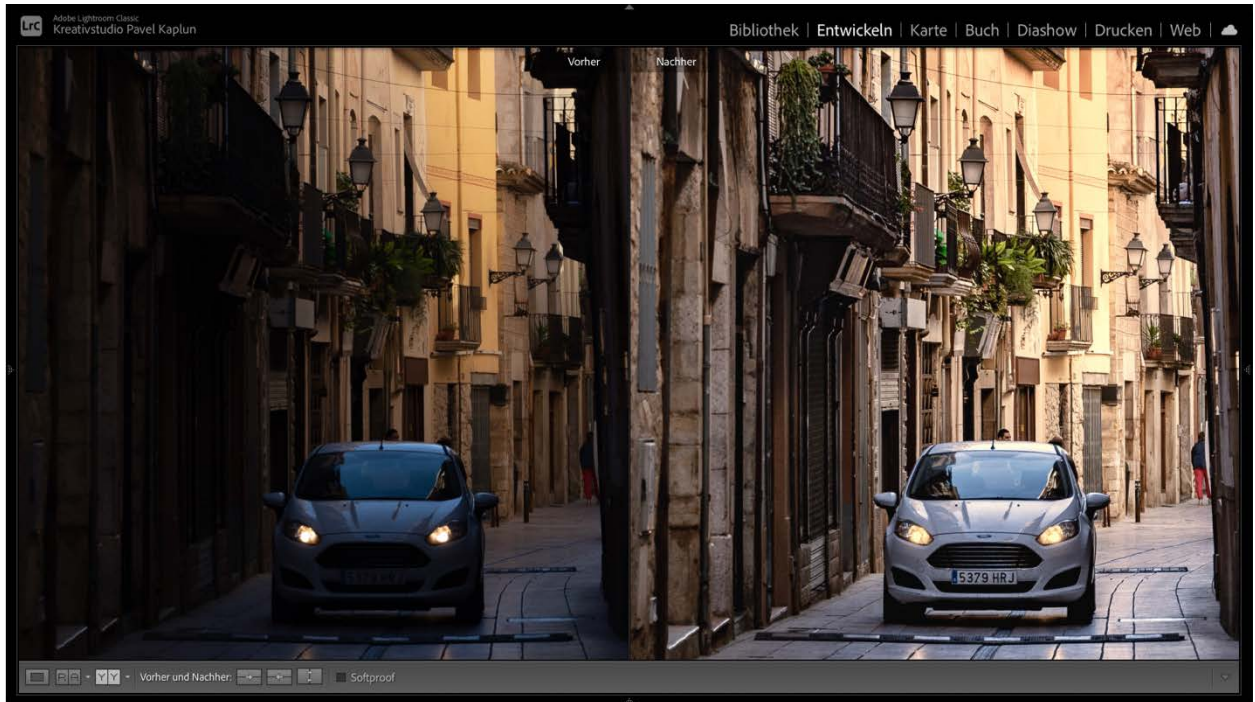 LrC
Adobe Lightroom Classic
Kreativstudio Pavel Kaplun
Bibliothek | Entwickeln | Karte | Buch | Diashow | Drucken | Web |
Vorher
Nachher
5379 HRJ
R A
Y Y
Vorher und Nachher:
Softproof